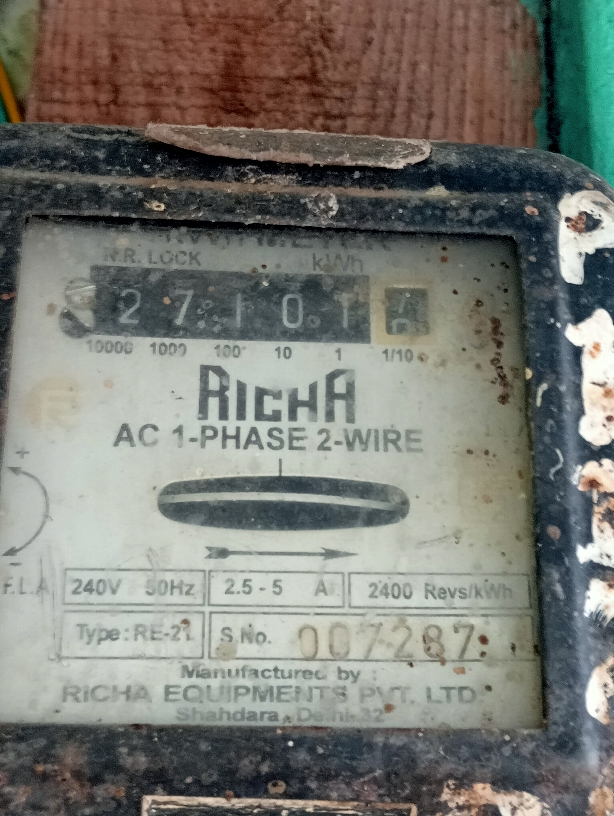 R.R. LOCK kWh
2 7 1 0 1
10000 1000 100 10 1 1/10
RICHA
AC 1-PHASE 2-WIRE
+
-
F.L.A
240V 50Hz 2.5 - 5 A 2400 Revs/kWh
Type : RE-21 S.No. 007287
Manufactured by :
RICHA EQUIPMENTS PVT. LTD.
Shahdara, Delhi-32